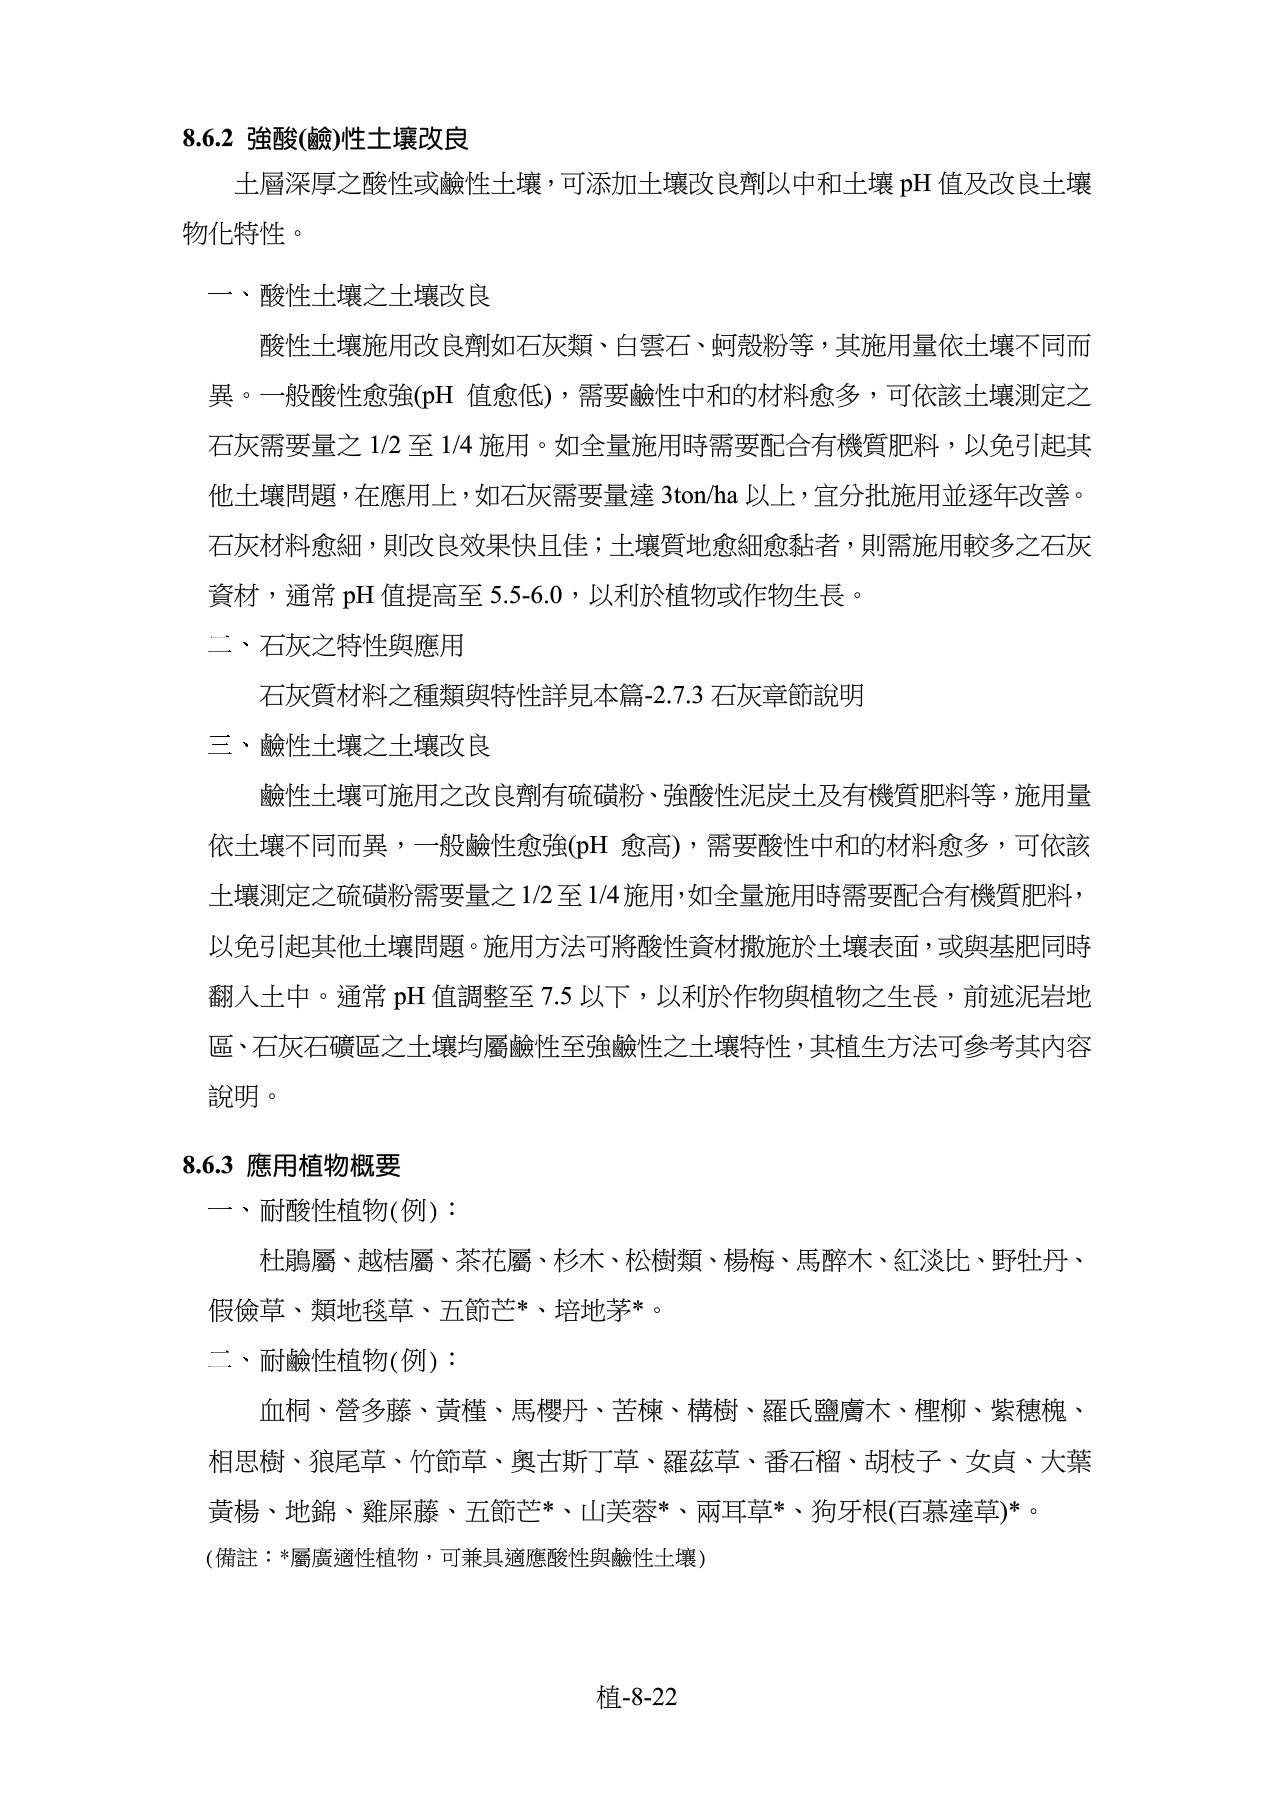 8.6.2 強酸(鹼)性土壤改良
土層深厚之酸性或鹼性土壤，可添加土壤改良劑以中和土壤 pH 值及改良土壤
物化特性。
一、酸性土壤之土壤改良
酸性土壤施用改良劑如石灰類、白雲石、蚵殼粉等，其施用量依土壤不同而
異。一般酸性愈強(pH 值愈低)，需要鹼性中和的材料愈多，可依該土壤測定之
石灰需要量之 1/2 至 1/4 施用。如全量施用時需要配合有機質肥料，以免引起其
他土壤問題，在應用上，如石灰需要量達 3ton/ha 以上，宜分批施用並逐年改善。
石灰材料愈細，則改良效果快且佳；土壤質地愈細愈黏者，則需施用較多之石灰
資材，通常 pH 值提高至 5.5-6.0，以利於植物或作物生長。
二、石灰之特性與應用
石灰質材料之種類與特性詳見本篇-2.7.3 石灰章節說明
三、鹼性土壤之土壤改良
鹼性土壤可施用之改良劑有硫磺粉、強酸性泥炭土及有機質肥料等，施用量
依土壤不同而異，一般鹼性愈強(pH 愈高)，需要酸性中和的材料愈多，可依該
土壤測定之硫磺粉需要量之 1/2 至 1/4 施用，如全量施用時需要配合有機質肥料，
以免引起其他土壤問題。施用方法可將酸性資材撒施於土壤表面，或與基肥同時
翻入土中。通常 pH 值調整至 7.5 以下，以利於作物與植物之生長，前述泥岩地
區、石灰石礦區之土壤均屬鹼性至強鹼性之土壤特性，其植生方法可參考其內容
說明。
8.6.3 應用植物概要
一、耐酸性植物(例)：
杜鵑屬、越桔屬、茶花屬、杉木、松樹類、楊梅、馬醉木、紅淡比、野牡丹、
假儉草、類地毯草、五節芒*、培地茅*。
二、耐鹼性植物(例)：
血桐、營多藤、黃槿、馬櫻丹、苦楝、構樹、羅氏鹽膚木、檉柳、紫穗槐、
相思樹、狼尾草、竹節草、奧古斯丁草、羅茲草、番石榴、胡枝子、女貞、大葉
黃楊、地錦、雞屎藤、五節芒*、山芙蓉*、兩耳草*、狗牙根(百慕達草)*。
(備註：*屬廣適性植物，可兼具適應酸性與鹼性土壤)
植-8-22